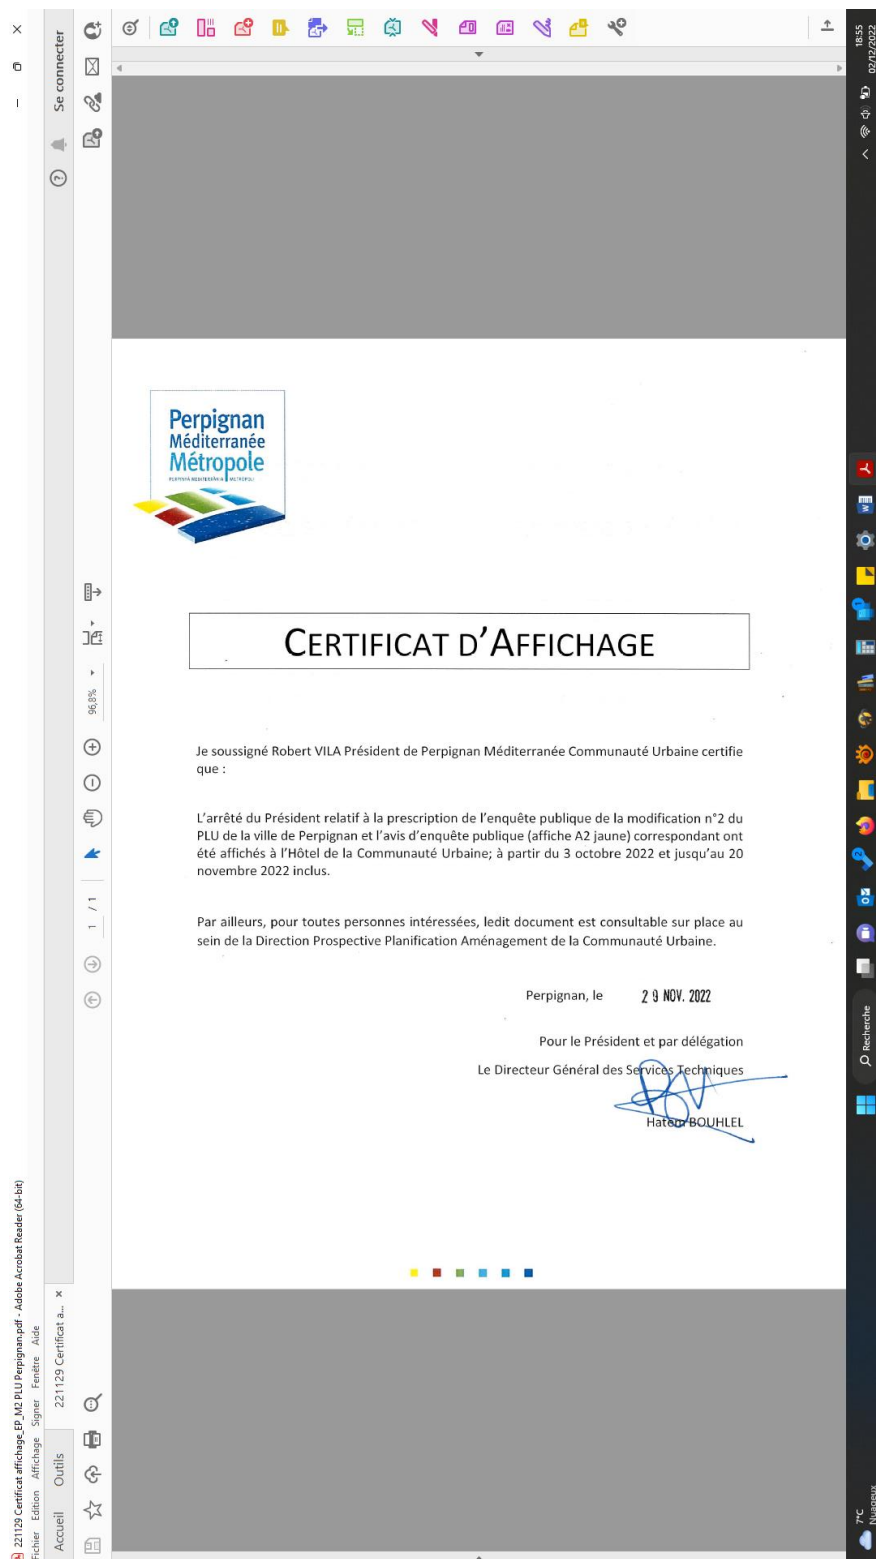 221129 Certificat affichage_EP_M2 PLU Perpignan.pdf - Adobe Acrobat Reader (64-bit)
Fichier Edition Affichage Signer Fenêtre Aide
Accueil Outils 221129 Certificat a... × Se connecter
1 / 1 96,8%
Perpignan
Méditerranée
Métropole
PERPINYÀ MEDITERRÀNIA METRÒPOLI
CERTIFICAT D'AFFICHAGE
Je soussigné Robert VILA Président de Perpignan Méditerranée Communauté Urbaine certifie
que :
L'arrêté du Président relatif à la prescription de l'enquête publique de la modification n°2 du
PLU de la ville de Perpignan et l'avis d'enquête publique (affiche A2 jaune) correspondant ont
été affichés à l'Hôtel de la Communauté Urbaine; à partir du 3 octobre 2022 et jusqu'au 20
novembre 2022 inclus.
Par ailleurs, pour toutes personnes intéressées, ledit document est consultable sur place au
sein de la Direction Prospective Planification Aménagement de la Communauté Urbaine.
Perpignan, le 29 NOV. 2022
Pour le Président et par délégation
Le Directeur Général des Services Techniques
Hatem BOUHLEL
7°C
Nuageux
Recherche
18:55
02/12/2022